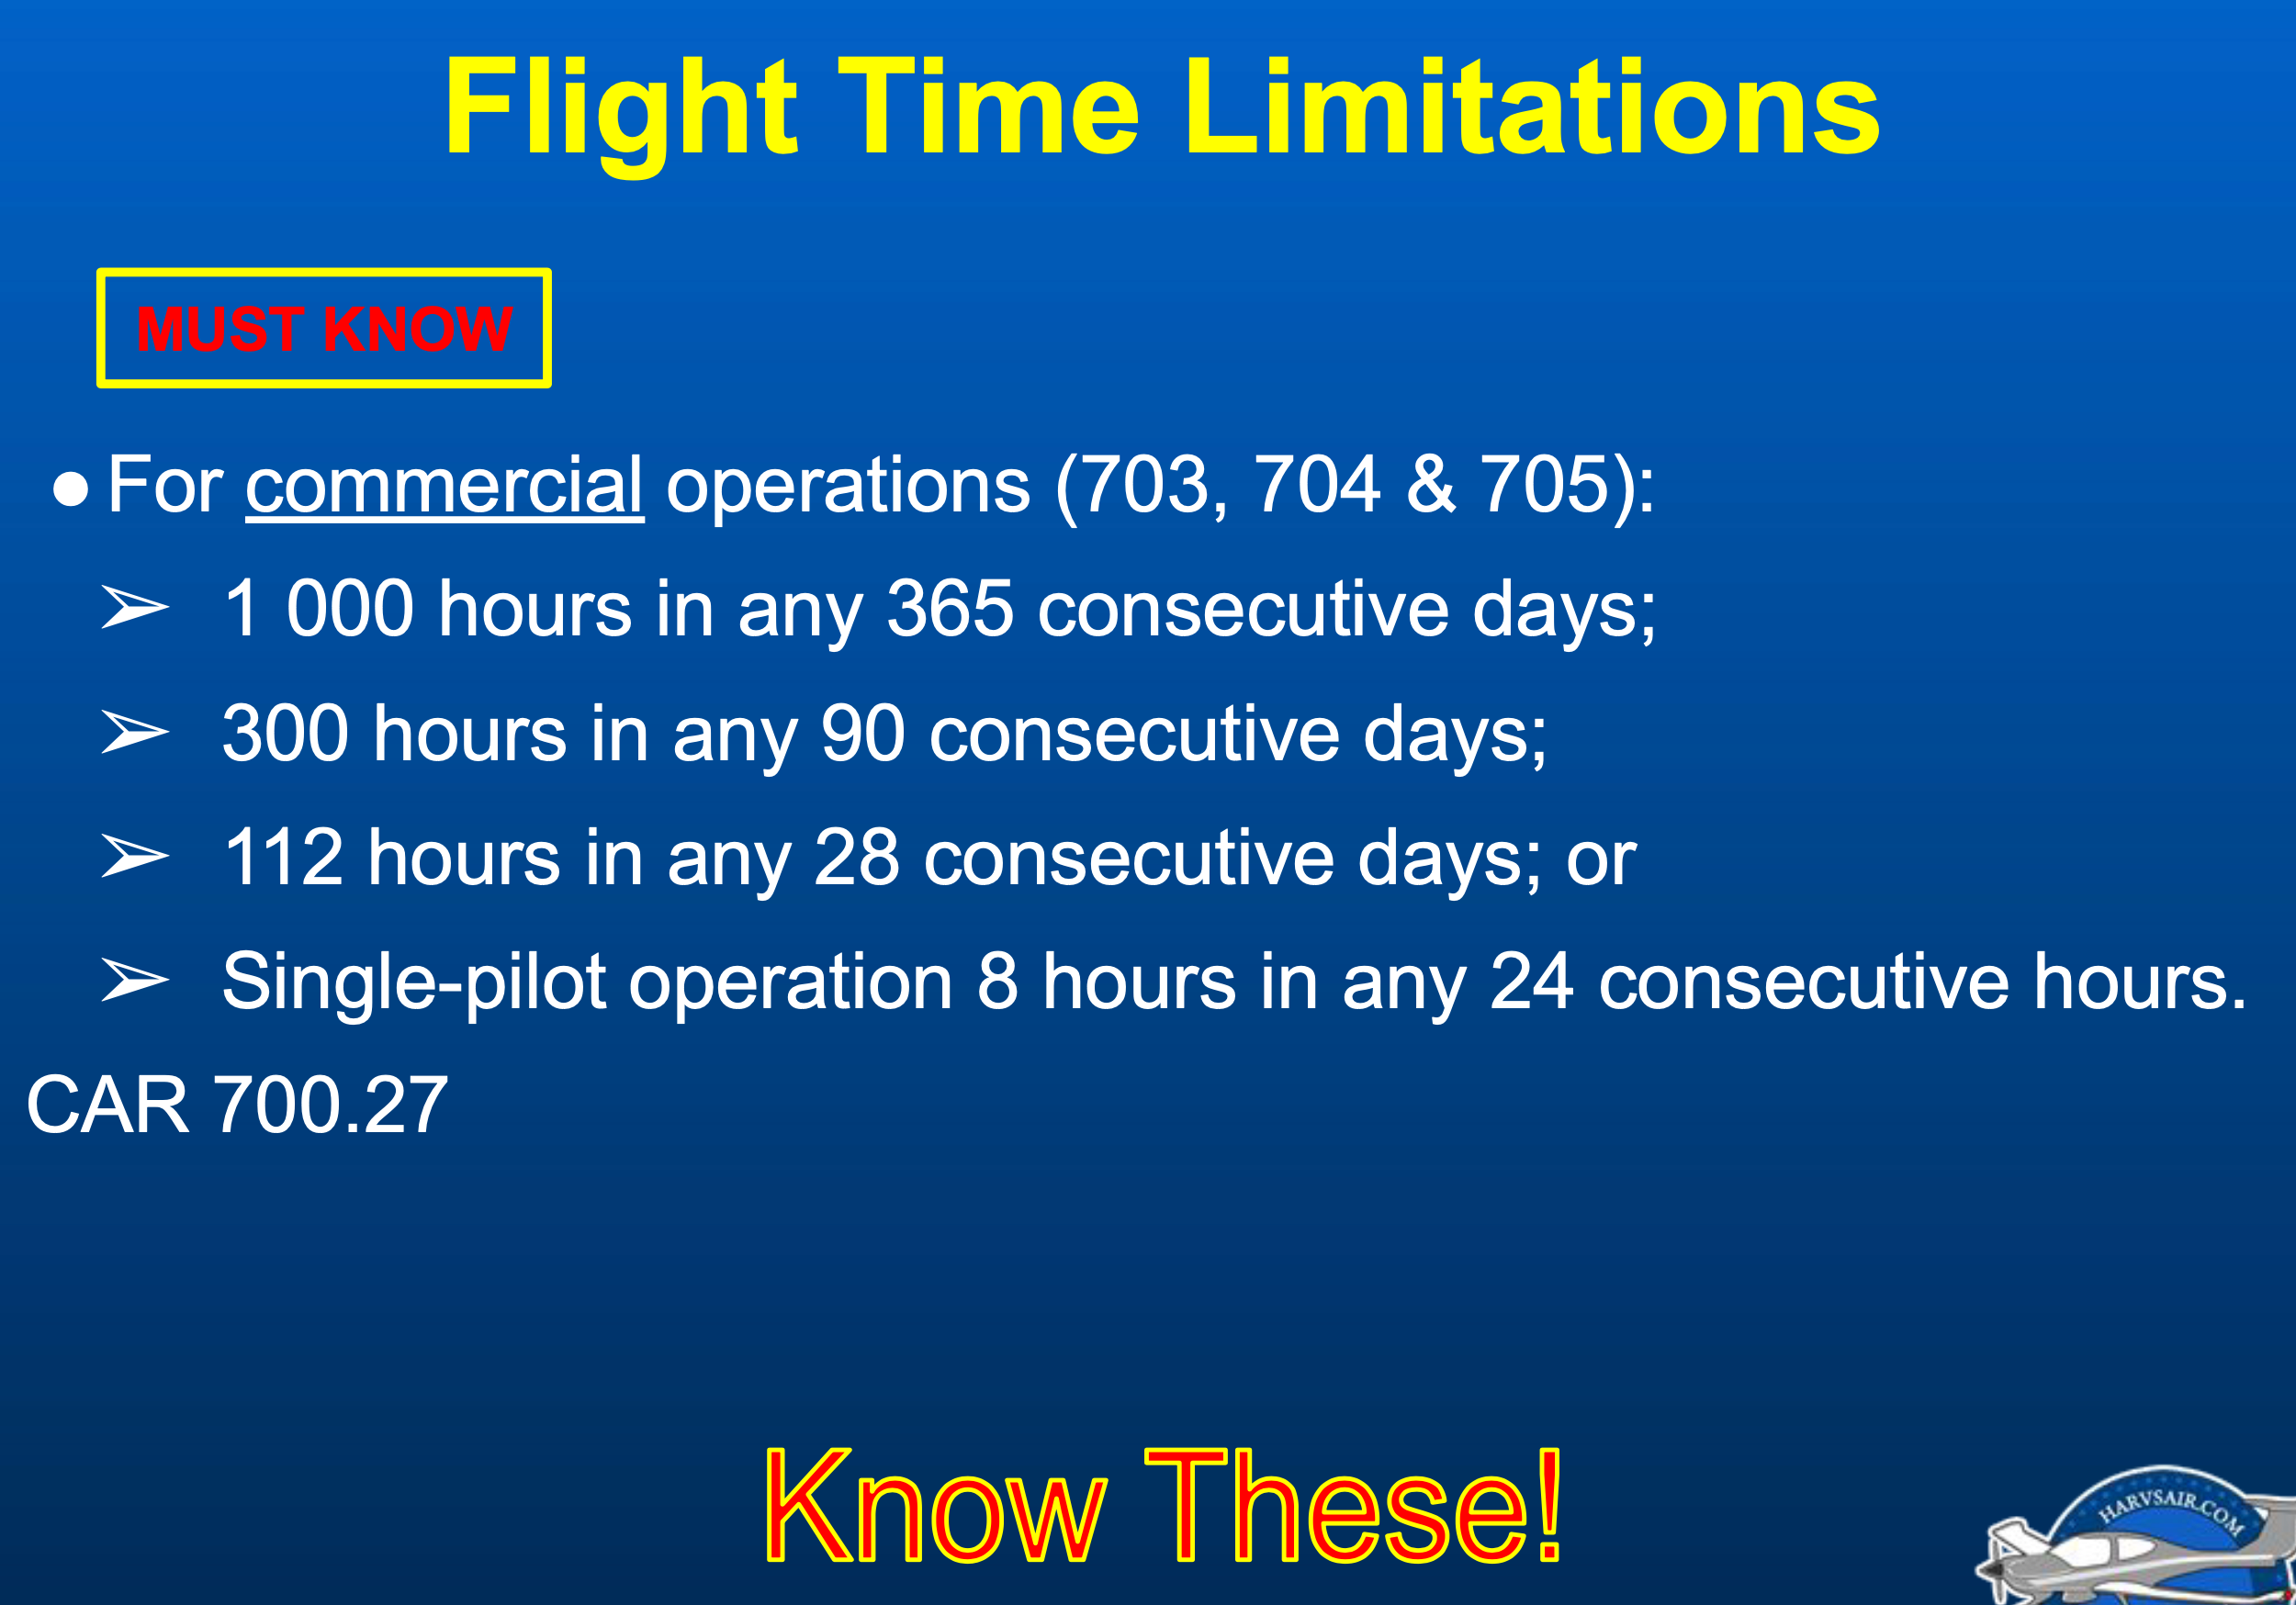 Flight Time Limitations
MUST KNOW
● For commercial operations (703, 704 & 705):
➢ 1 000 hours in any 365 consecutive days;
➢ 300 hours in any 90 consecutive days;
➢ 112 hours in any 28 consecutive days; or
➢ Single-pilot operation 8 hours in any 24 consecutive hours.
CAR 700.27
Know These!
HARVSAIR.COM